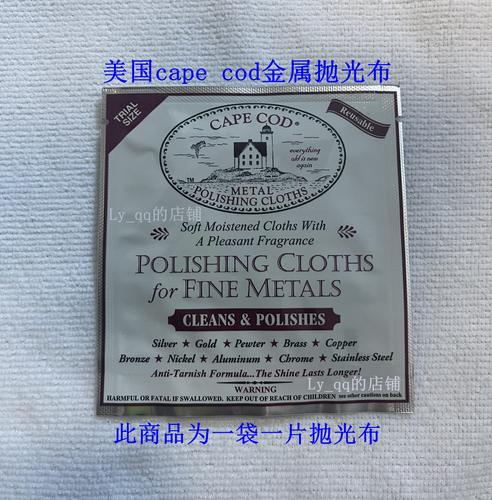 美国cape cod金属抛光布
TRIAL SIZE
CAPE COD®
Reusable
everything
old is new
again
METAL
POLISHING CLOTHS
TM
Ly_qq的店铺
Soft Moistened Cloths With
A Pleasant Fragrance
POLISHING CLOTHS
for FINE METALS
CLEANS & POLISHES
Silver ★ Gold ★ Pewter ★ Brass ★ Copper
Bronze ★ Nickel ★ Aluminum ★ Chrome ★ Stainless Steel
Anti-Tarnish Formula...The Shine Lasts Longer!
Ly_qq的店铺
WARNING
HARMFUL OR FATAL IF SWALLOWED. KEEP OUT OF REACH OF CHILDREN see other cautions on back
此商品为一袋一片抛光布